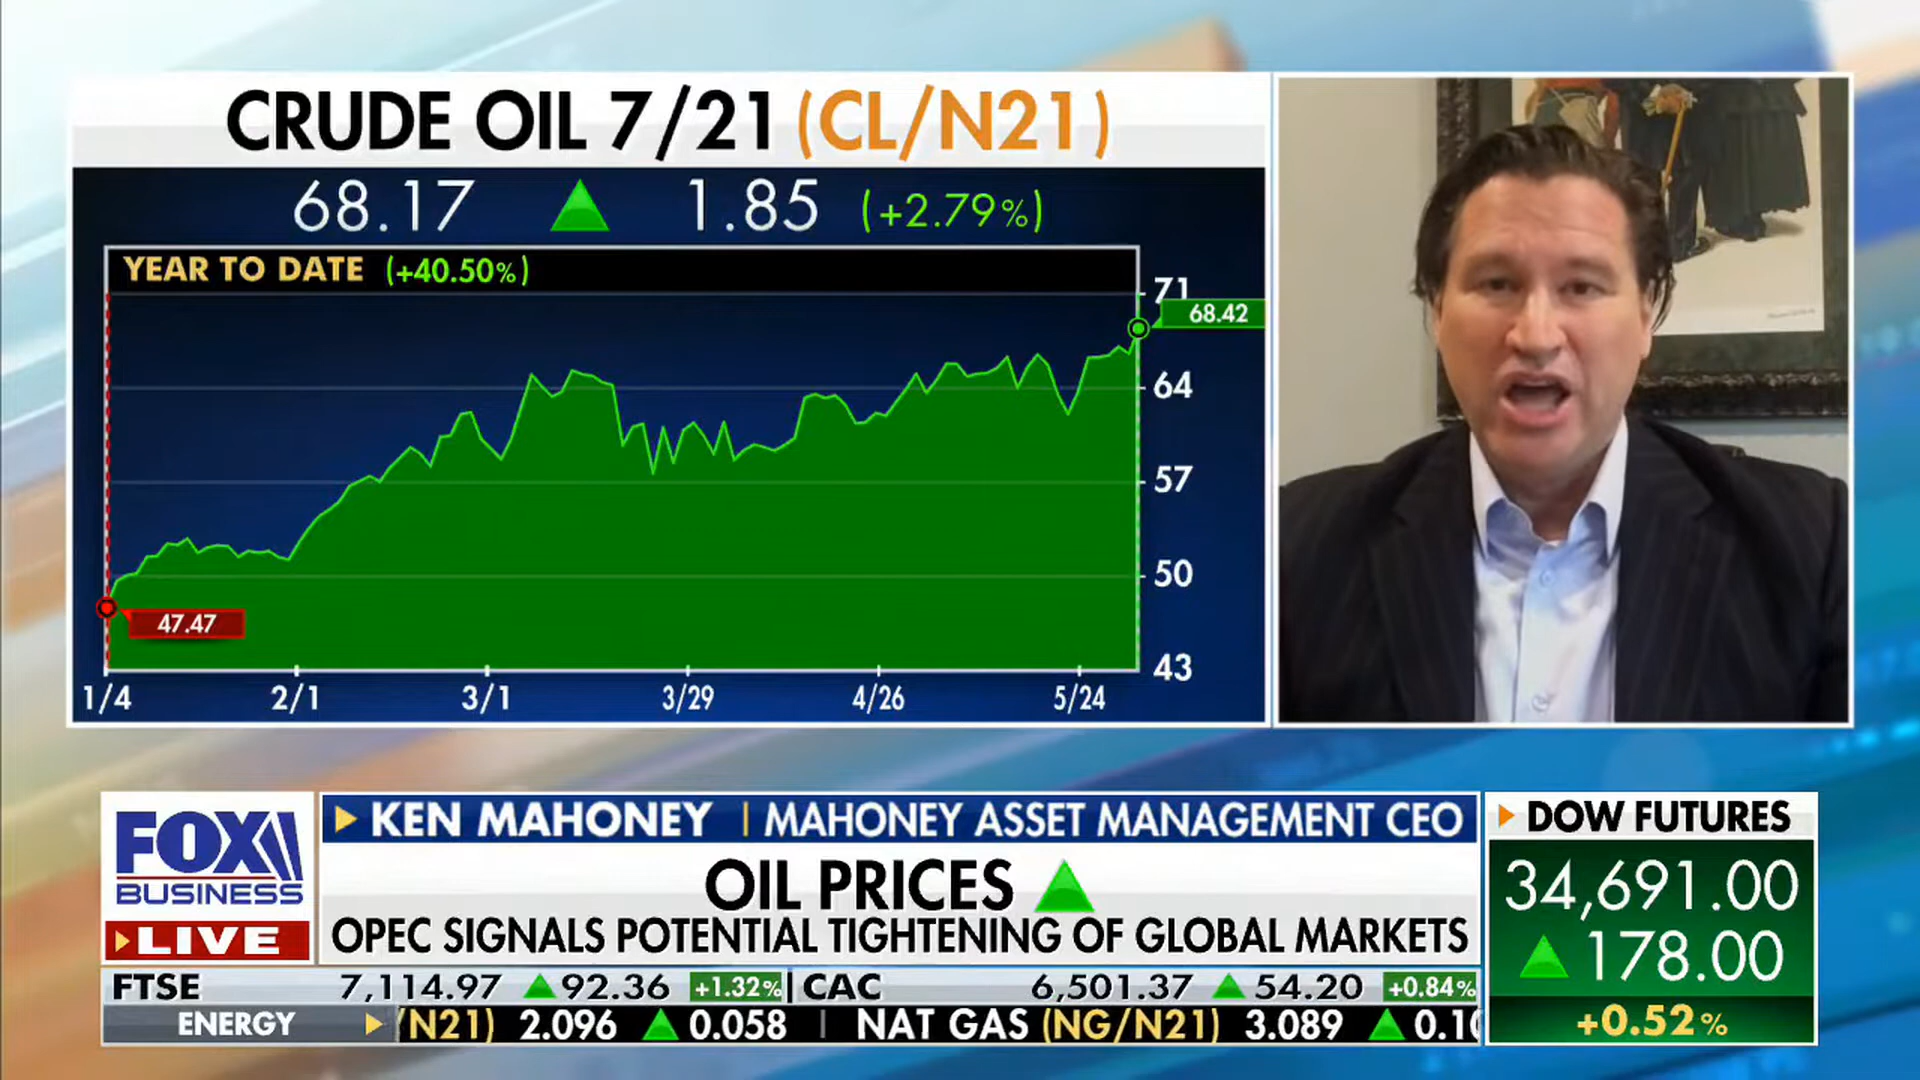 CRUDE OIL 7/21 (CL/N21)
68.17 ▲ 1.85 (+2.79%)
YEAR TO DATE (+40.50%)
71
68.42
64
57
50
47.47
43
1/4 2/1 3/1 3/29 4/26 5/24
KEN MAHONEY | MAHONEY ASSET MANAGEMENT CEO
OIL PRICES ▲
OPEC SIGNALS POTENTIAL TIGHTENING OF GLOBAL MARKETS
FOX
BUSINESS
LIVE
DOW FUTURES
34,691.00
▲ 178.00
+0.52%
FTSE 7,114.97 ▲ 92.36 +1.32% | CAC 6,501.37 ▲ 54.20 +0.84%
ENERGY (N21) 2.096 ▲ 0.058 | NAT GAS (NG/N21) 3.089 ▲